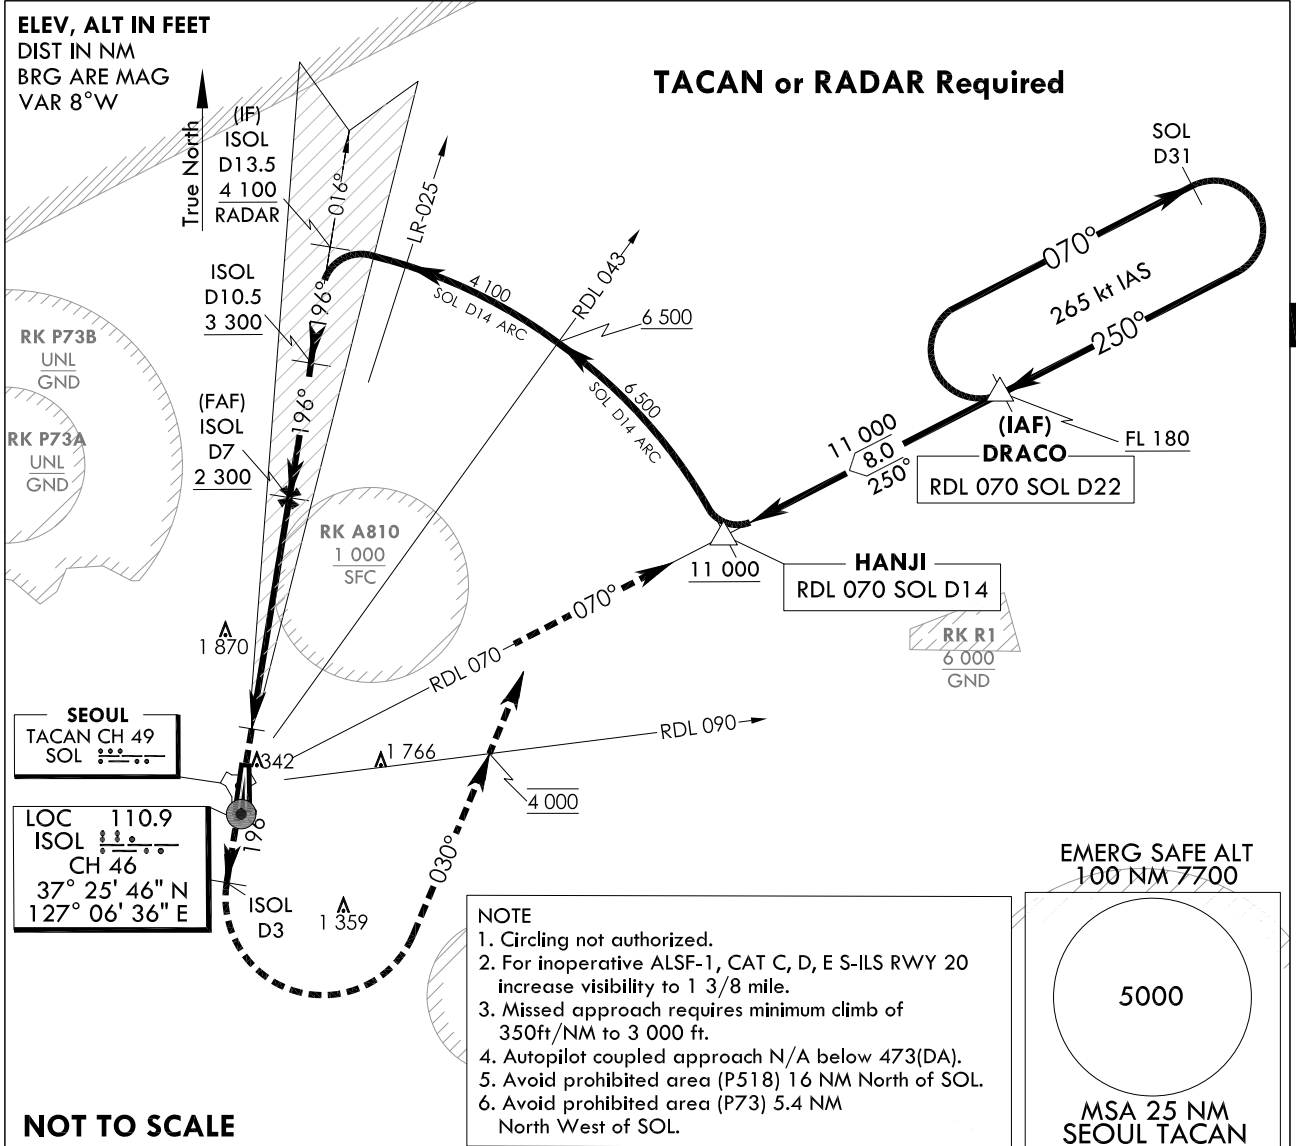 ELEV, ALT IN FEET
DIST IN NM
BRG ARE MAG
VAR 8°W
True North
TACAN or RADAR Required
(IF)
ISOL
D13.5
4 100
RADAR
016°
LR-025
SOL
D31
070°
265 kt IAS
250°
ISOL
D10.5
3 300
196°
4 100
SOL D14 ARC
RDL 043
6 500
6 500
SOL D14 ARC
RK P73B
UNL
GND
RK P73A
UNL
GND
(FAF)
ISOL
D7
2 300
196°
11 000
8.0
250°
(IAF)
DRACO
RDL 070 SOL D22
FL 180
RK A810
1 000
SFC
11 000
HANJI
RDL 070 SOL D14
RK R1
6 000
GND
070°
RDL 070
1 870
SEOUL
TACAN CH 49
SOL
342
1 766
RDL 090
4 000
LOC 110.9
ISOL
CH 46
37° 25' 46" N
127° 06' 36" E
196
ISOL
D3
1 359
030°
NOTE
1. Circling not authorized.
2. For inoperative ALSF-1, CAT C, D, E S-ILS RWY 20
increase visibility to 1 3/8 mile.
3. Missed approach requires minimum climb of
350ft/NM to 3 000 ft.
4. Autopilot coupled approach N/A below 473(DA).
5. Avoid prohibited area (P518) 16 NM North of SOL.
6. Avoid prohibited area (P73) 5.4 NM
North West of SOL.
EMERG SAFE ALT
100 NM 7700
5000
MSA 25 NM
SEOUL TACAN
NOT TO SCALE